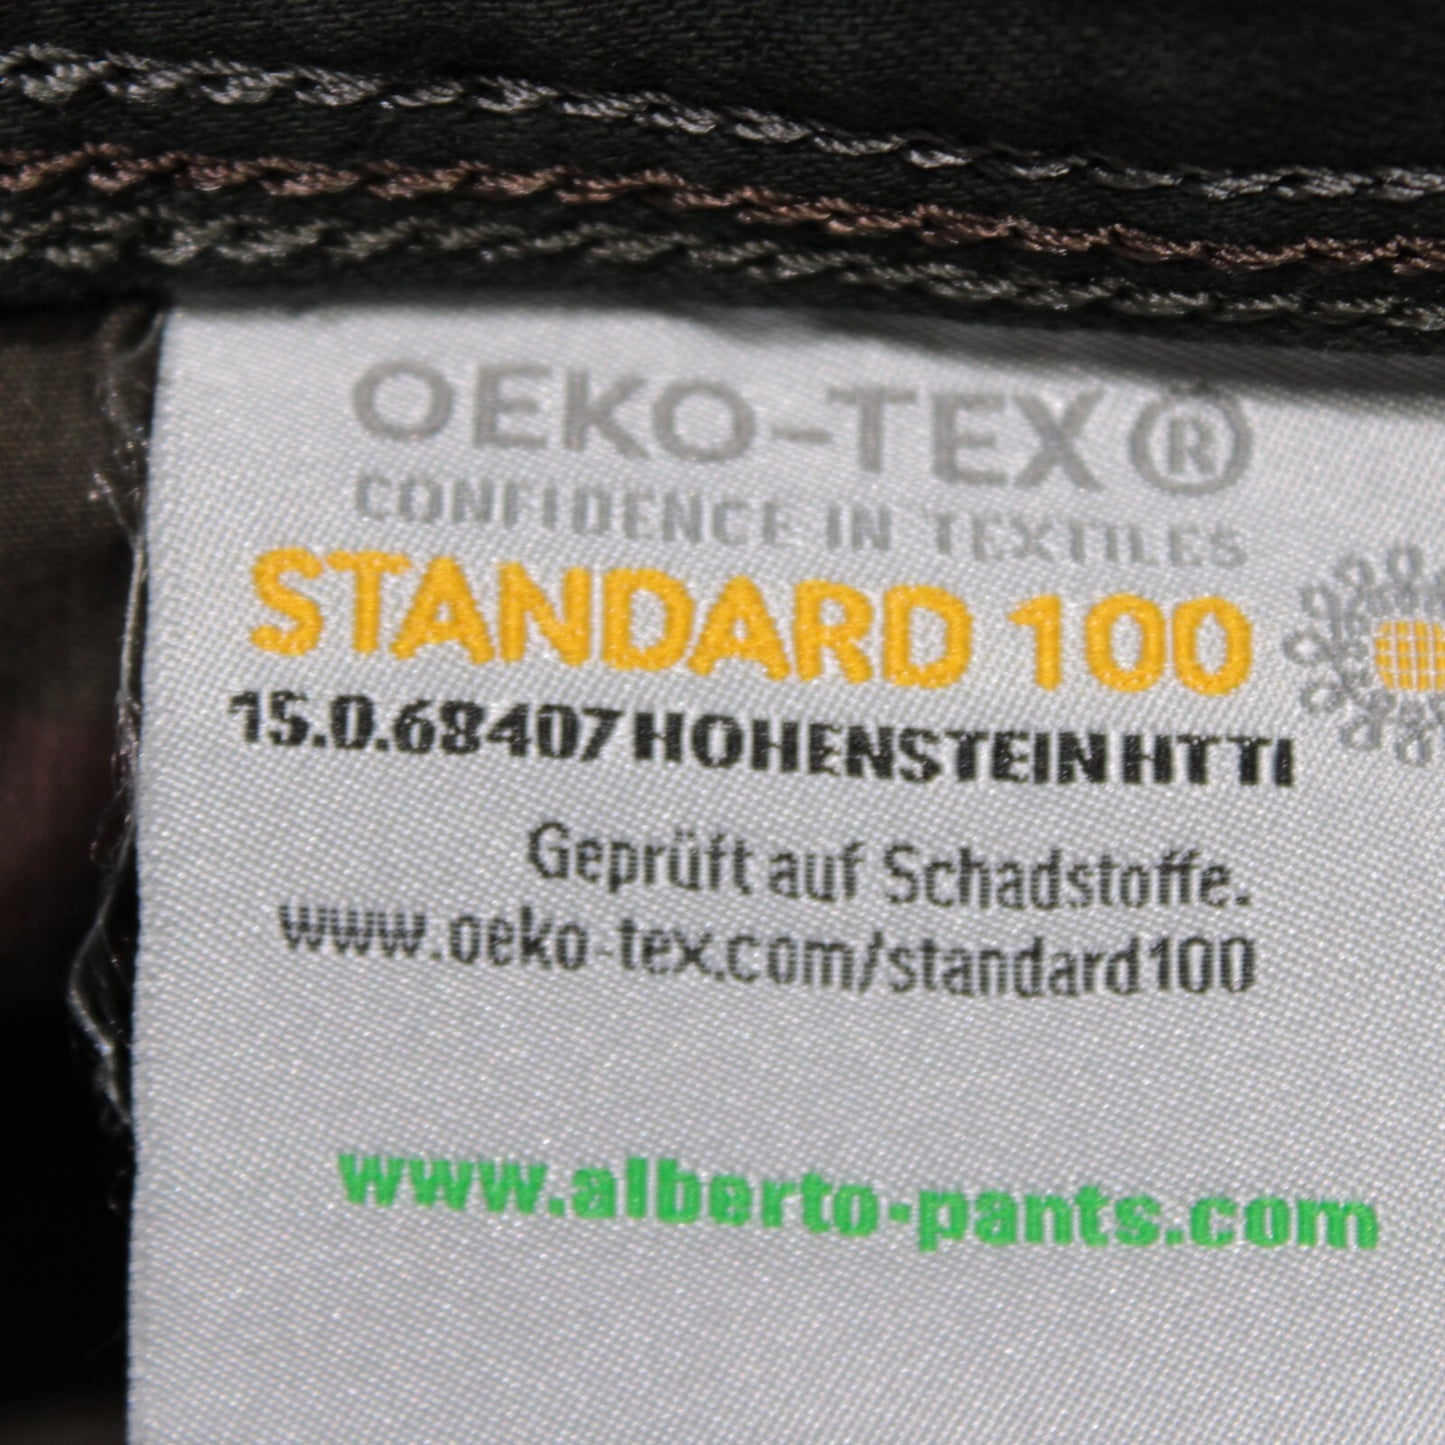 OEKO-TEX®
CONFIDENCE IN TEXTILES
STANDARD 100
15.0.68407 HOHENSTEIN HTTI
Geprüft auf Schadstoffe.
www.oeko-tex.com/standard100
www.alberto-pants.com